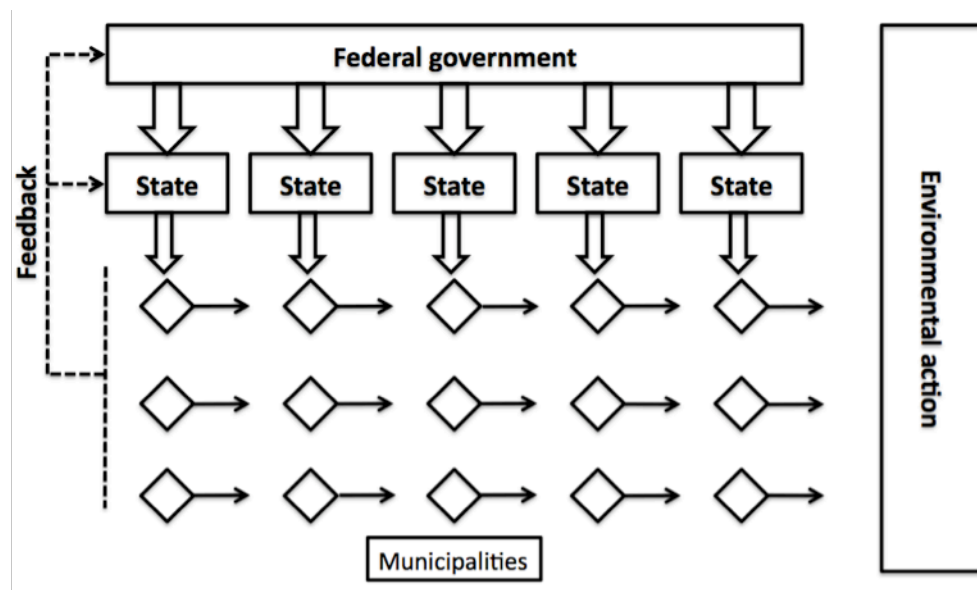 Federal government
State
State
State
State
State
Feedback
Environmental action
Municipalities